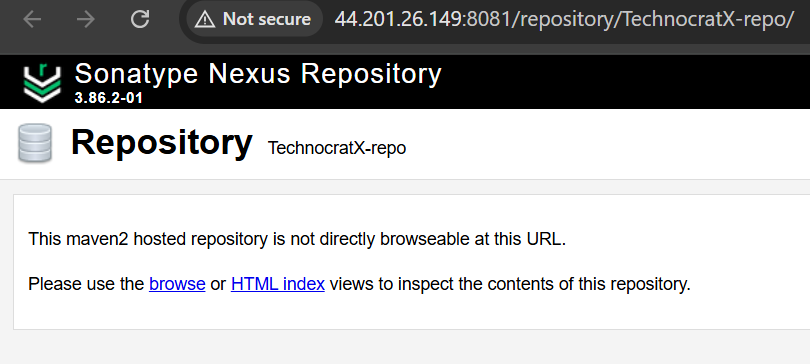 Not secure 44.201.26.149:8081/repository/TechnocratX-repo/
Sonatype Nexus Repository
3.86.2-01
Repository TechnocratX-repo
This maven2 hosted repository is not directly browseable at this URL.
Please use the browse or HTML index views to inspect the contents of this repository.